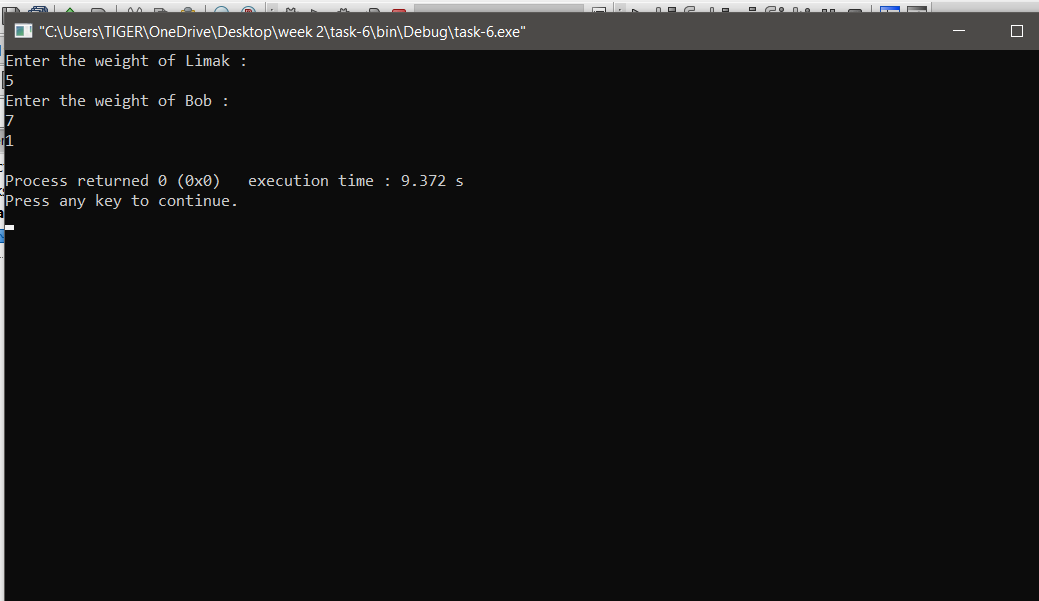 "C:\Users\TIGER\OneDrive\Desktop\week 2\task-6\bin\Debug\task-6.exe"
Enter the weight of Limak :
5
Enter the weight of Bob :
7
1
Process returned 0 (0x0)   execution time : 9.372 s
Press any key to continue.